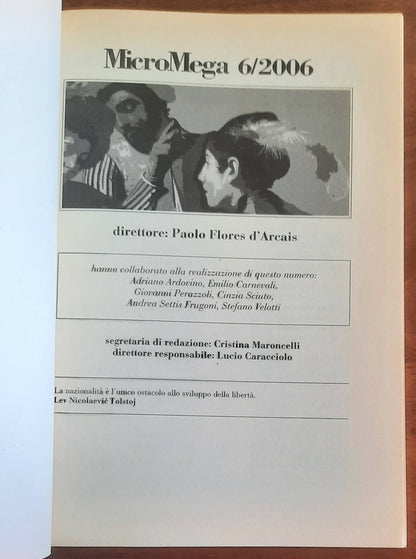 MicroMega 6/2006
direttore: Paolo Flores d'Arcais
hanno collaborato alla realizzazione di questo numero:
Adriano Ardovino, Emilio Carnevali,
Giovanni Perazzoli, Cinzia Sciuto,
Andrea Settis Frugoni, Stefano Velotti
segretaria di redazione: Cristina Maroncelli
direttore responsabile: Lucio Caracciolo
La nazionalità è l'unico ostacolo allo sviluppo della libertà.
Lev Nicolaevič Tolstoj